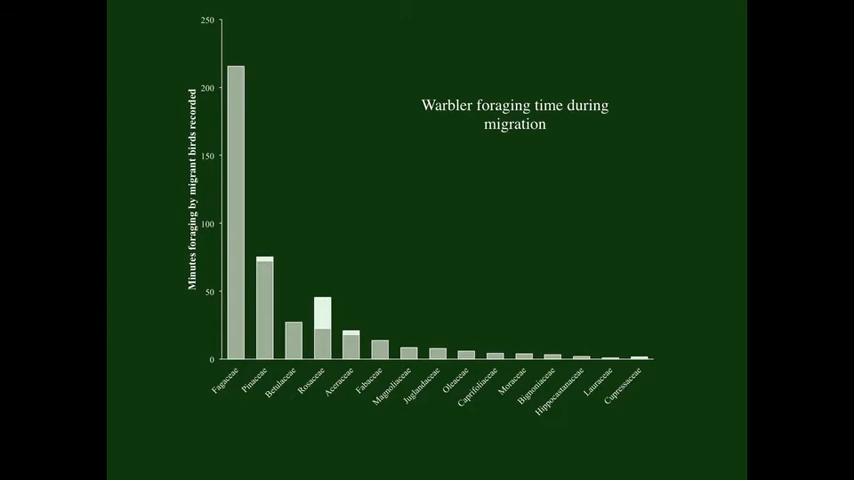 Warbler foraging time during
migration
Minutes foraging by migrant birds recorded
250
200
150
100
50
0
Fagaceae
Pinaceae
Betulaceae
Rosaceae
Aceraceae
Fabaceae
Magnoliaceae
Juglandaceae
Oleaceae
Caprifoliaceae
Moraceae
Bignoniaceae
Hippocastanaceae
Lauraceae
Cupressaceae